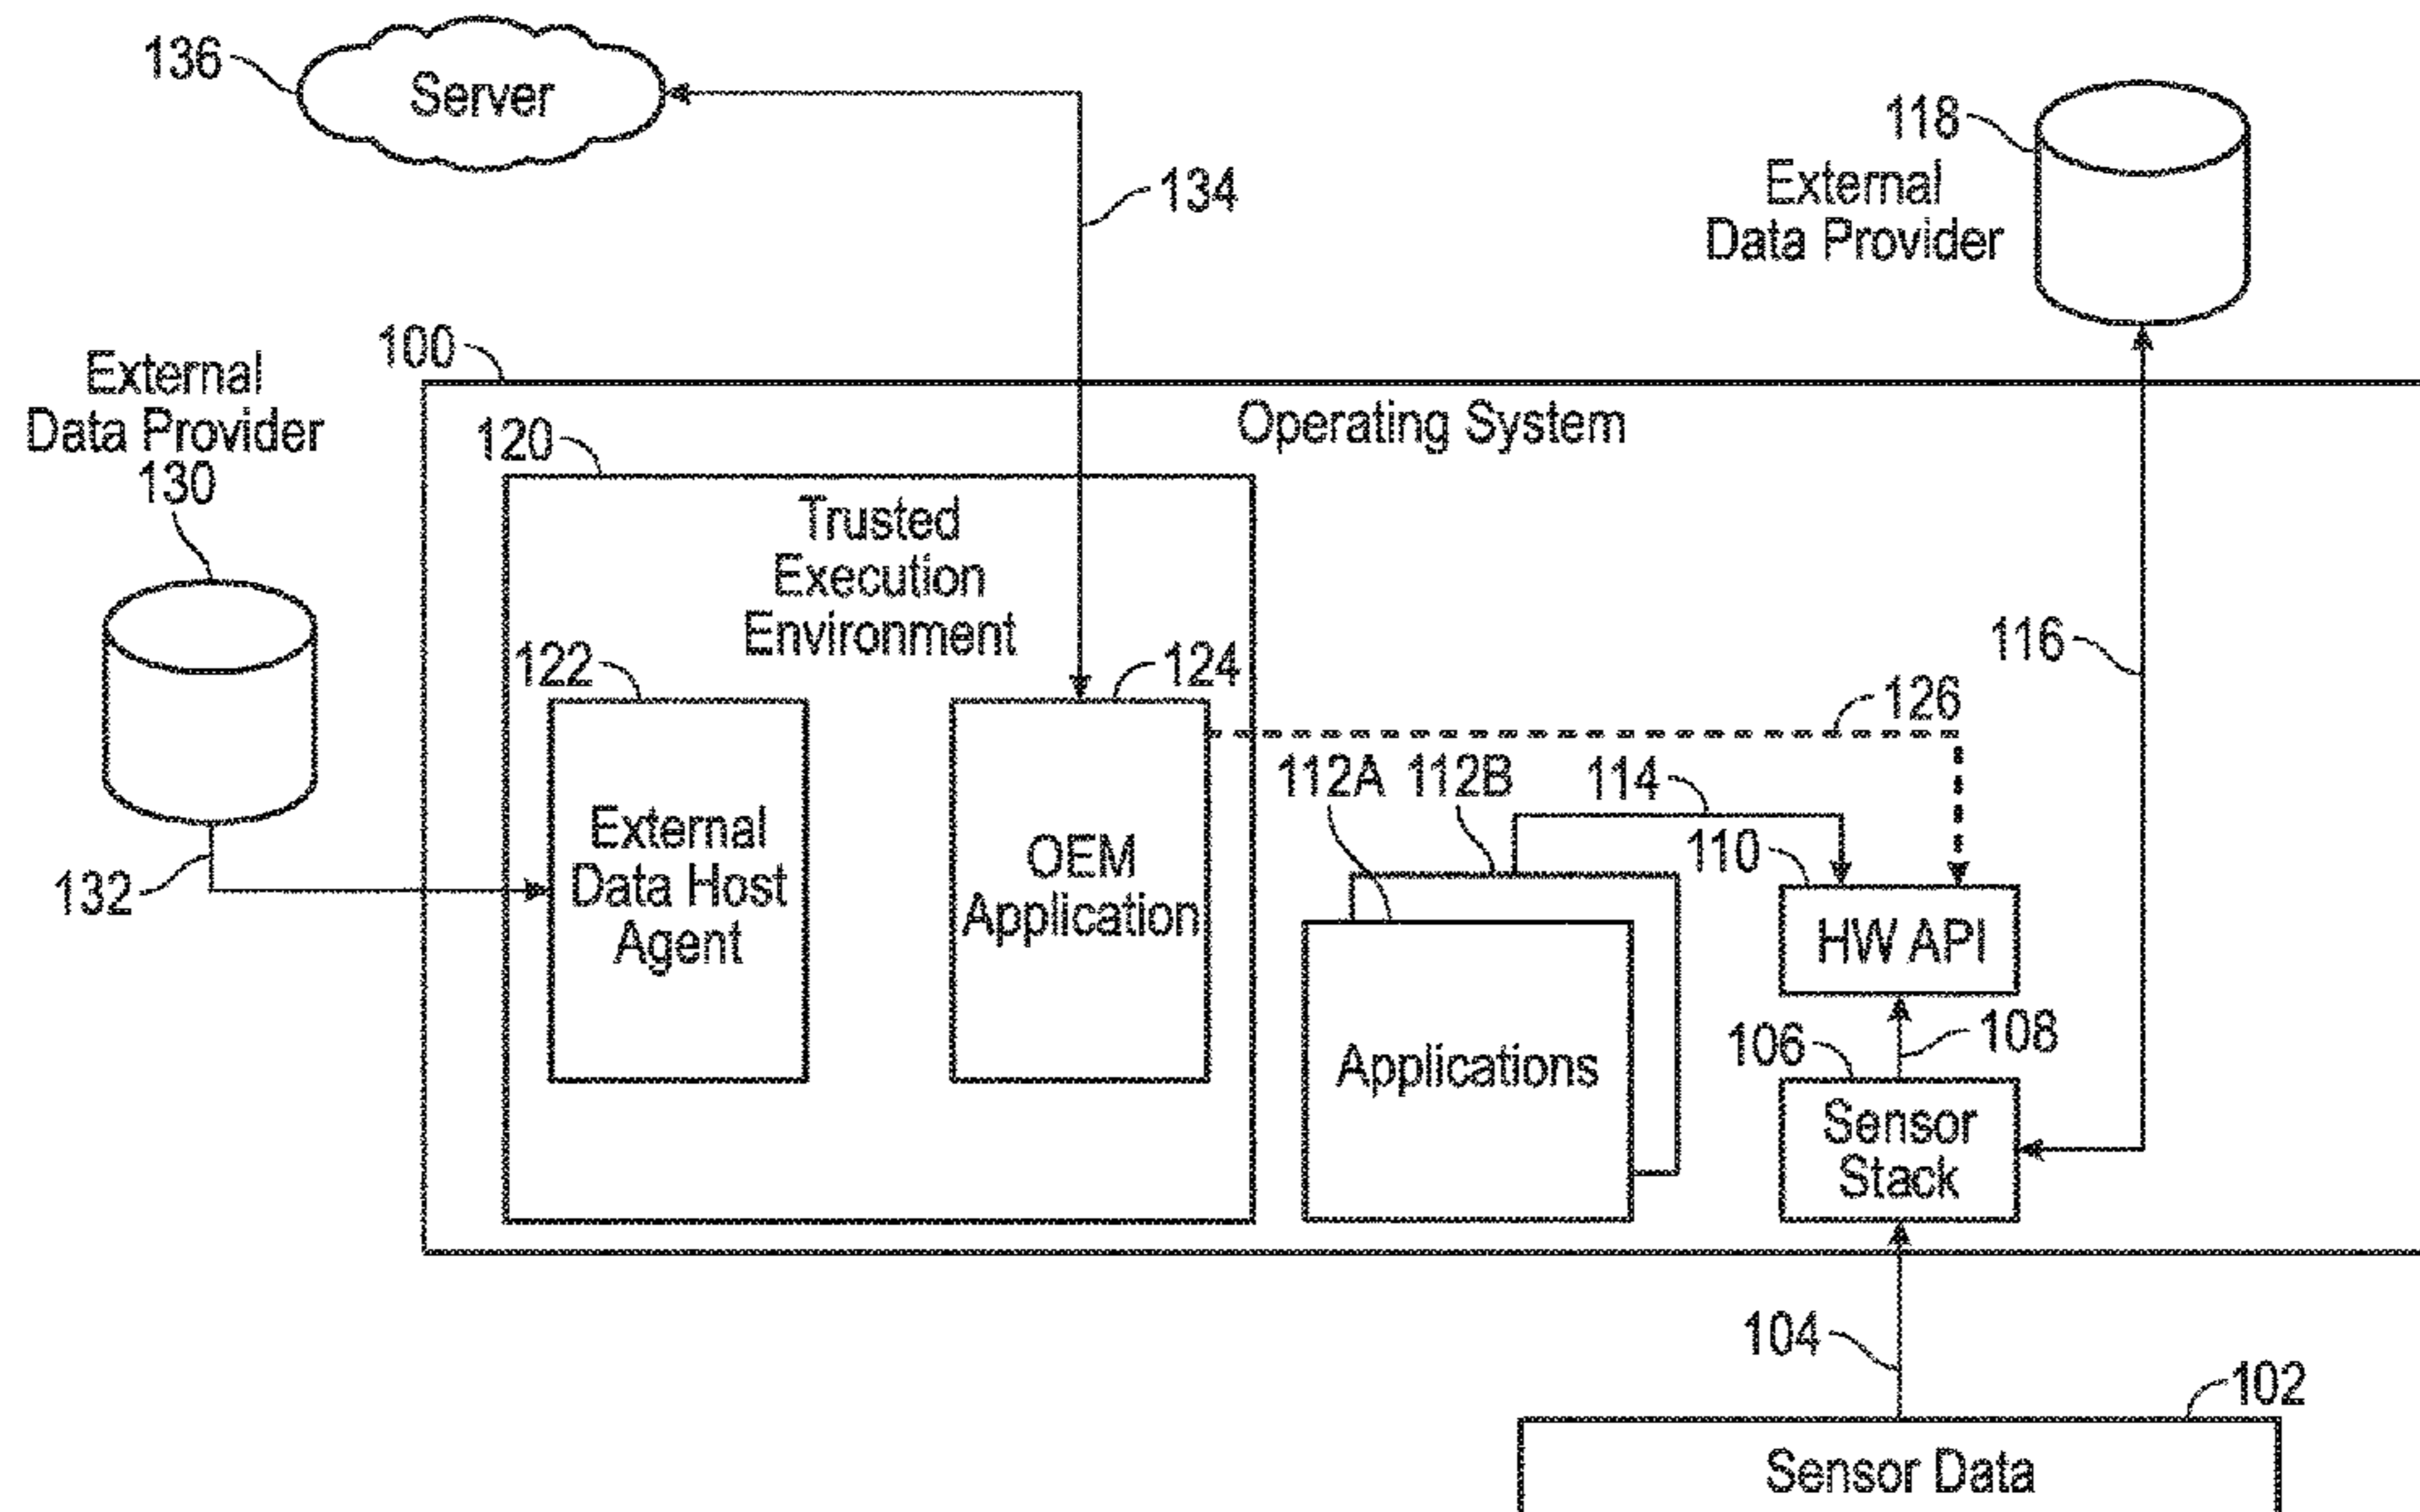 136
Server
118
External
Data Provider
134
100
External
Data Provider
130
Operating System
120
Trusted
Execution
Environment
122
124
116
126
112A
112B
114
110
External
Data Host
Agent
OEM
Application
132
HW API
106
108
Applications
Sensor
Stack
104
102
Sensor Data